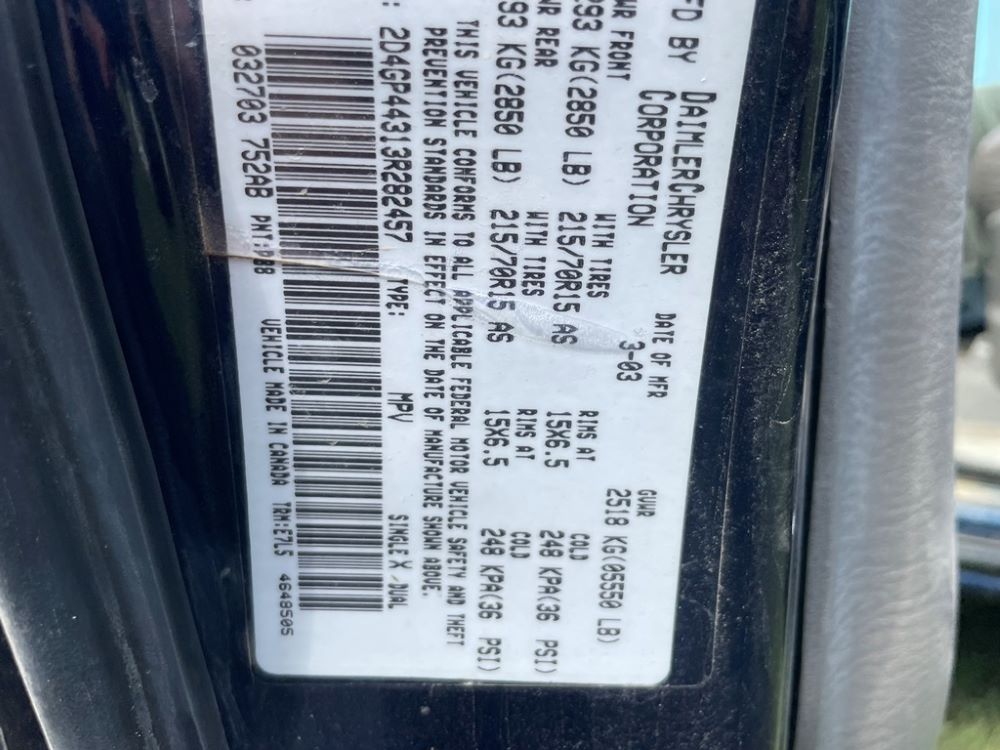 FD BY DAIMLERCHRYSLER CORPORATION
DATE OF MFR 3-03
GVWR 2518 KG(05550 LB)
WR FRONT WITH TIRES RIMS AT COLD
293 KG(2850 LB) 215/70R15 AS 15X6.5 248 KPA(36 PSI)
WR REAR WITH TIRES RIMS AT COLD
93 KG(2850 LB) 215/70R15 AS 15X6.5 248 KPA(36 PSI)
THIS VEHICLE CONFORMS TO ALL APPLICABLE FEDERAL MOTOR VEHICLE SAFETY AND THEFT
PREVENTION STANDARDS IN EFFECT ON THE DATE OF MANUFACTURE SHOWN ABOVE.
: 2D4GP44313R282457 TYPE: MPV SINGLE X DUAL
032703 752AB PNT: VEHICLE MADE IN CANADA TRM:E7L5 4648505